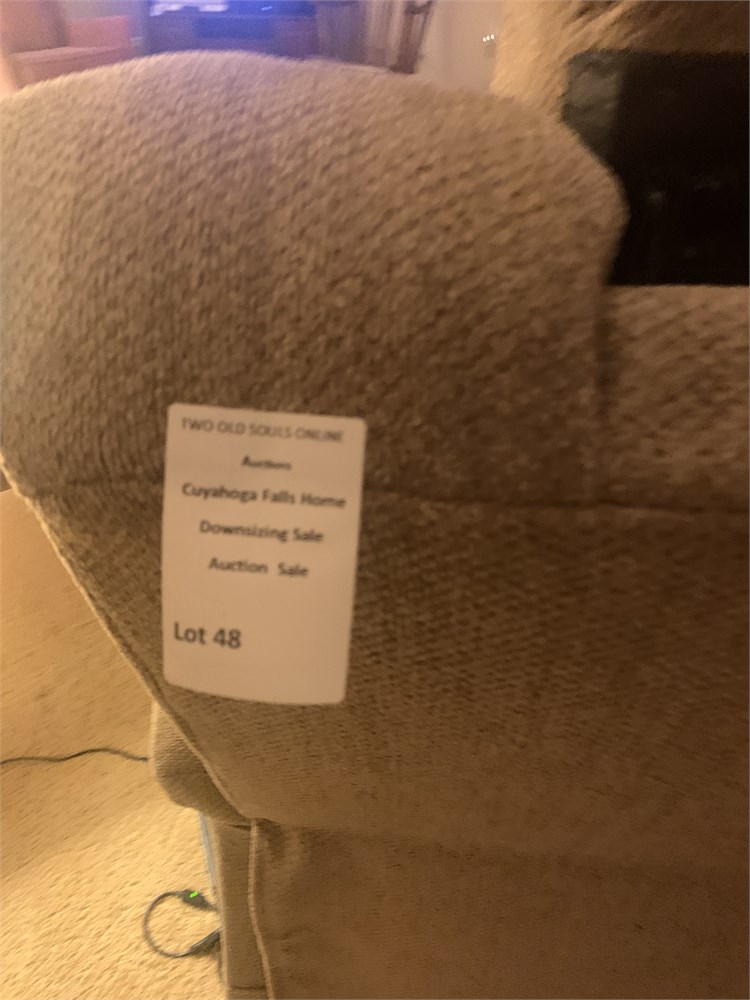 TWO OLD SOULS ONLINE
Auctions
Cuyahoga Falls Home
Downsizing Sale
Auction Sale
Lot 48